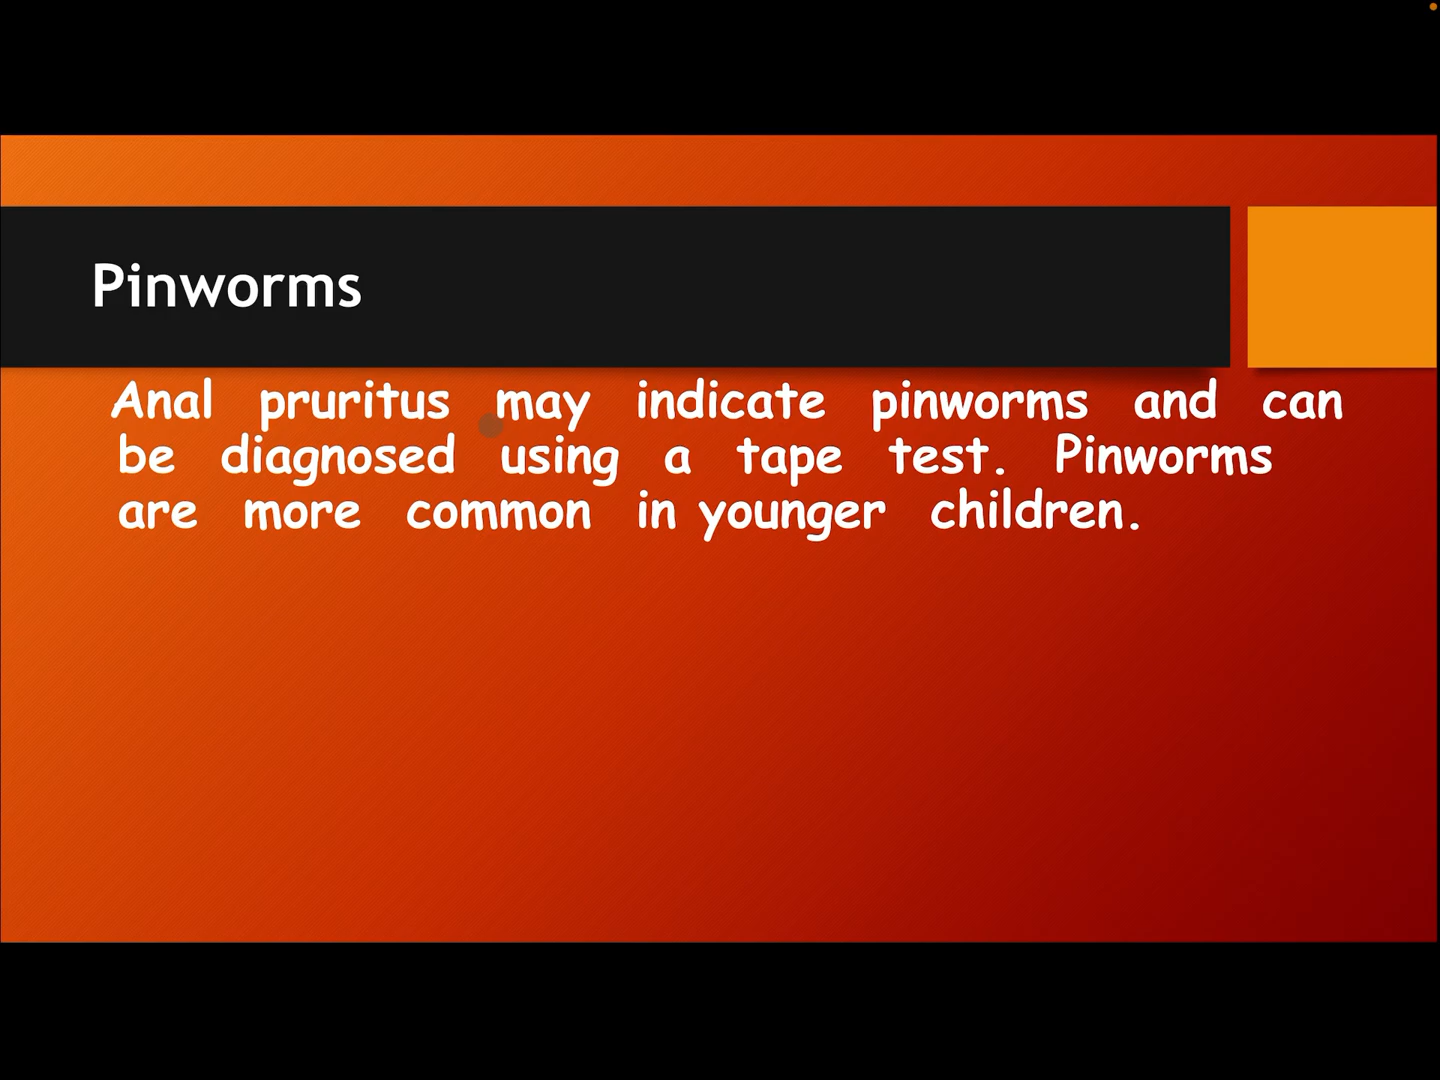 Pinworms
Anal pruritus may indicate pinworms and can
be diagnosed using a tape test. Pinworms
are more common in younger children.